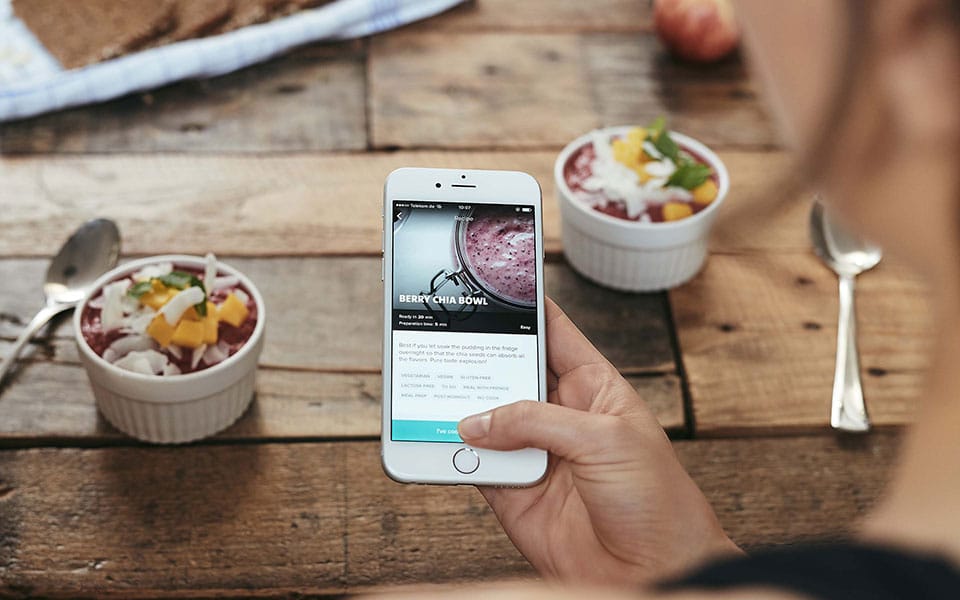 Telekom.de 10:07
Recipe
BERRY CHIA BOWL
Ready in 20 min
Preparation time: 5 min Easy
Best if you let soak the pudding in the fridge
overnight so that the chia seeds can absorb all
the flavors. Pure taste explosion!
VEGETARIAN VEGAN GLUTEN-FREE
LACTOSE-FREE TO GO MEAL WITH FRIENDS
MEAL PREP POST-WORKOUT NO COOK
I've coo